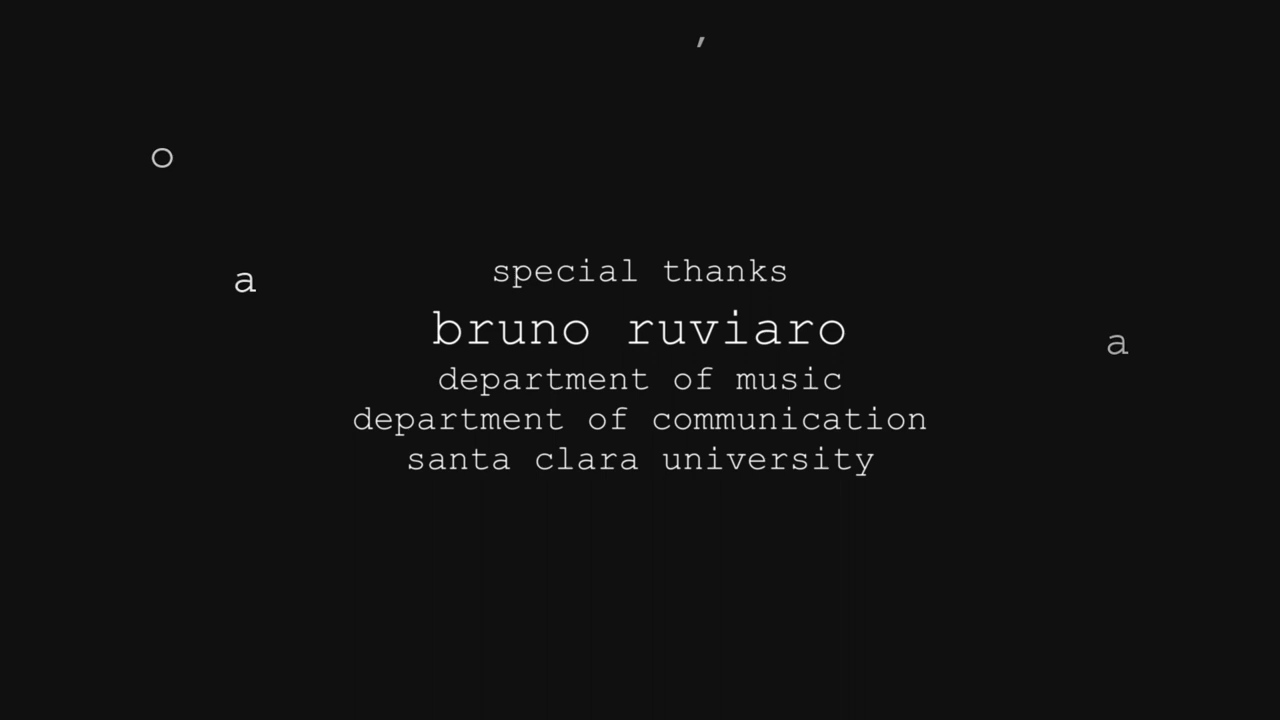 ,
o
a
special thanks
bruno ruviaro
a
department of music
department of communication
santa clara university